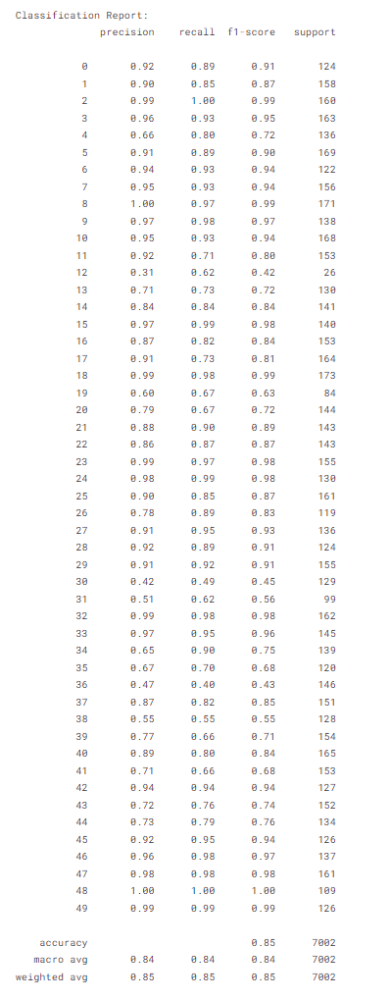 Classification Report:
precision recall f1-score support
0 0.92 0.89 0.91 124
1 0.90 0.85 0.87 158
2 0.99 1.00 0.99 160
3 0.96 0.93 0.95 163
4 0.66 0.80 0.72 136
5 0.91 0.89 0.90 169
6 0.94 0.93 0.94 122
7 0.95 0.93 0.94 156
8 1.00 0.97 0.99 171
9 0.97 0.98 0.97 138
10 0.95 0.93 0.94 168
11 0.92 0.71 0.80 153
12 0.31 0.62 0.42 26
13 0.71 0.73 0.72 130
14 0.84 0.84 0.84 141
15 0.97 0.99 0.98 140
16 0.87 0.82 0.84 153
17 0.91 0.73 0.81 164
18 0.99 0.98 0.99 173
19 0.60 0.67 0.63 84
20 0.79 0.67 0.72 144
21 0.88 0.90 0.89 143
22 0.86 0.87 0.87 143
23 0.99 0.97 0.98 155
24 0.98 0.99 0.98 130
25 0.90 0.85 0.87 161
26 0.78 0.89 0.83 119
27 0.91 0.95 0.93 136
28 0.92 0.89 0.91 124
29 0.91 0.92 0.91 155
30 0.42 0.49 0.45 129
31 0.51 0.62 0.56 99
32 0.99 0.98 0.98 162
33 0.97 0.95 0.96 145
34 0.65 0.90 0.75 139
35 0.67 0.70 0.68 120
36 0.47 0.40 0.43 146
37 0.87 0.82 0.85 151
38 0.55 0.55 0.55 128
39 0.77 0.66 0.71 154
40 0.89 0.80 0.84 165
41 0.71 0.66 0.68 153
42 0.94 0.94 0.94 127
43 0.72 0.76 0.74 152
44 0.73 0.79 0.76 134
45 0.92 0.95 0.94 126
46 0.96 0.98 0.97 137
47 0.98 0.98 0.98 161
48 1.00 1.00 1.00 109
49 0.99 0.99 0.99 126
accuracy 0.85 7002
macro avg 0.84 0.84 0.84 7002
weighted avg 0.85 0.85 0.85 7002